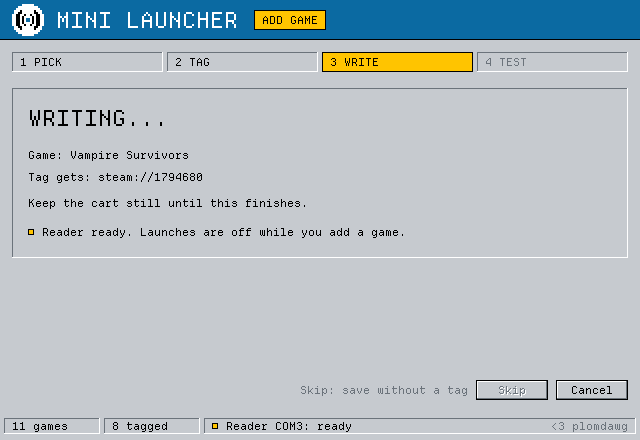 MINI LAUNCHER
ADD GAME
1 PICK
2 TAG
3 WRITE
4 TEST
WRITING...
Game: Vampire Survivors
Tag gets: steam://1794680
Keep the cart still until this finishes.
Reader ready. Launches are off while you add a game.
Skip: save without a tag
Skip
Cancel
11 games
8 tagged
Reader COM3: ready
<3 plomdawg